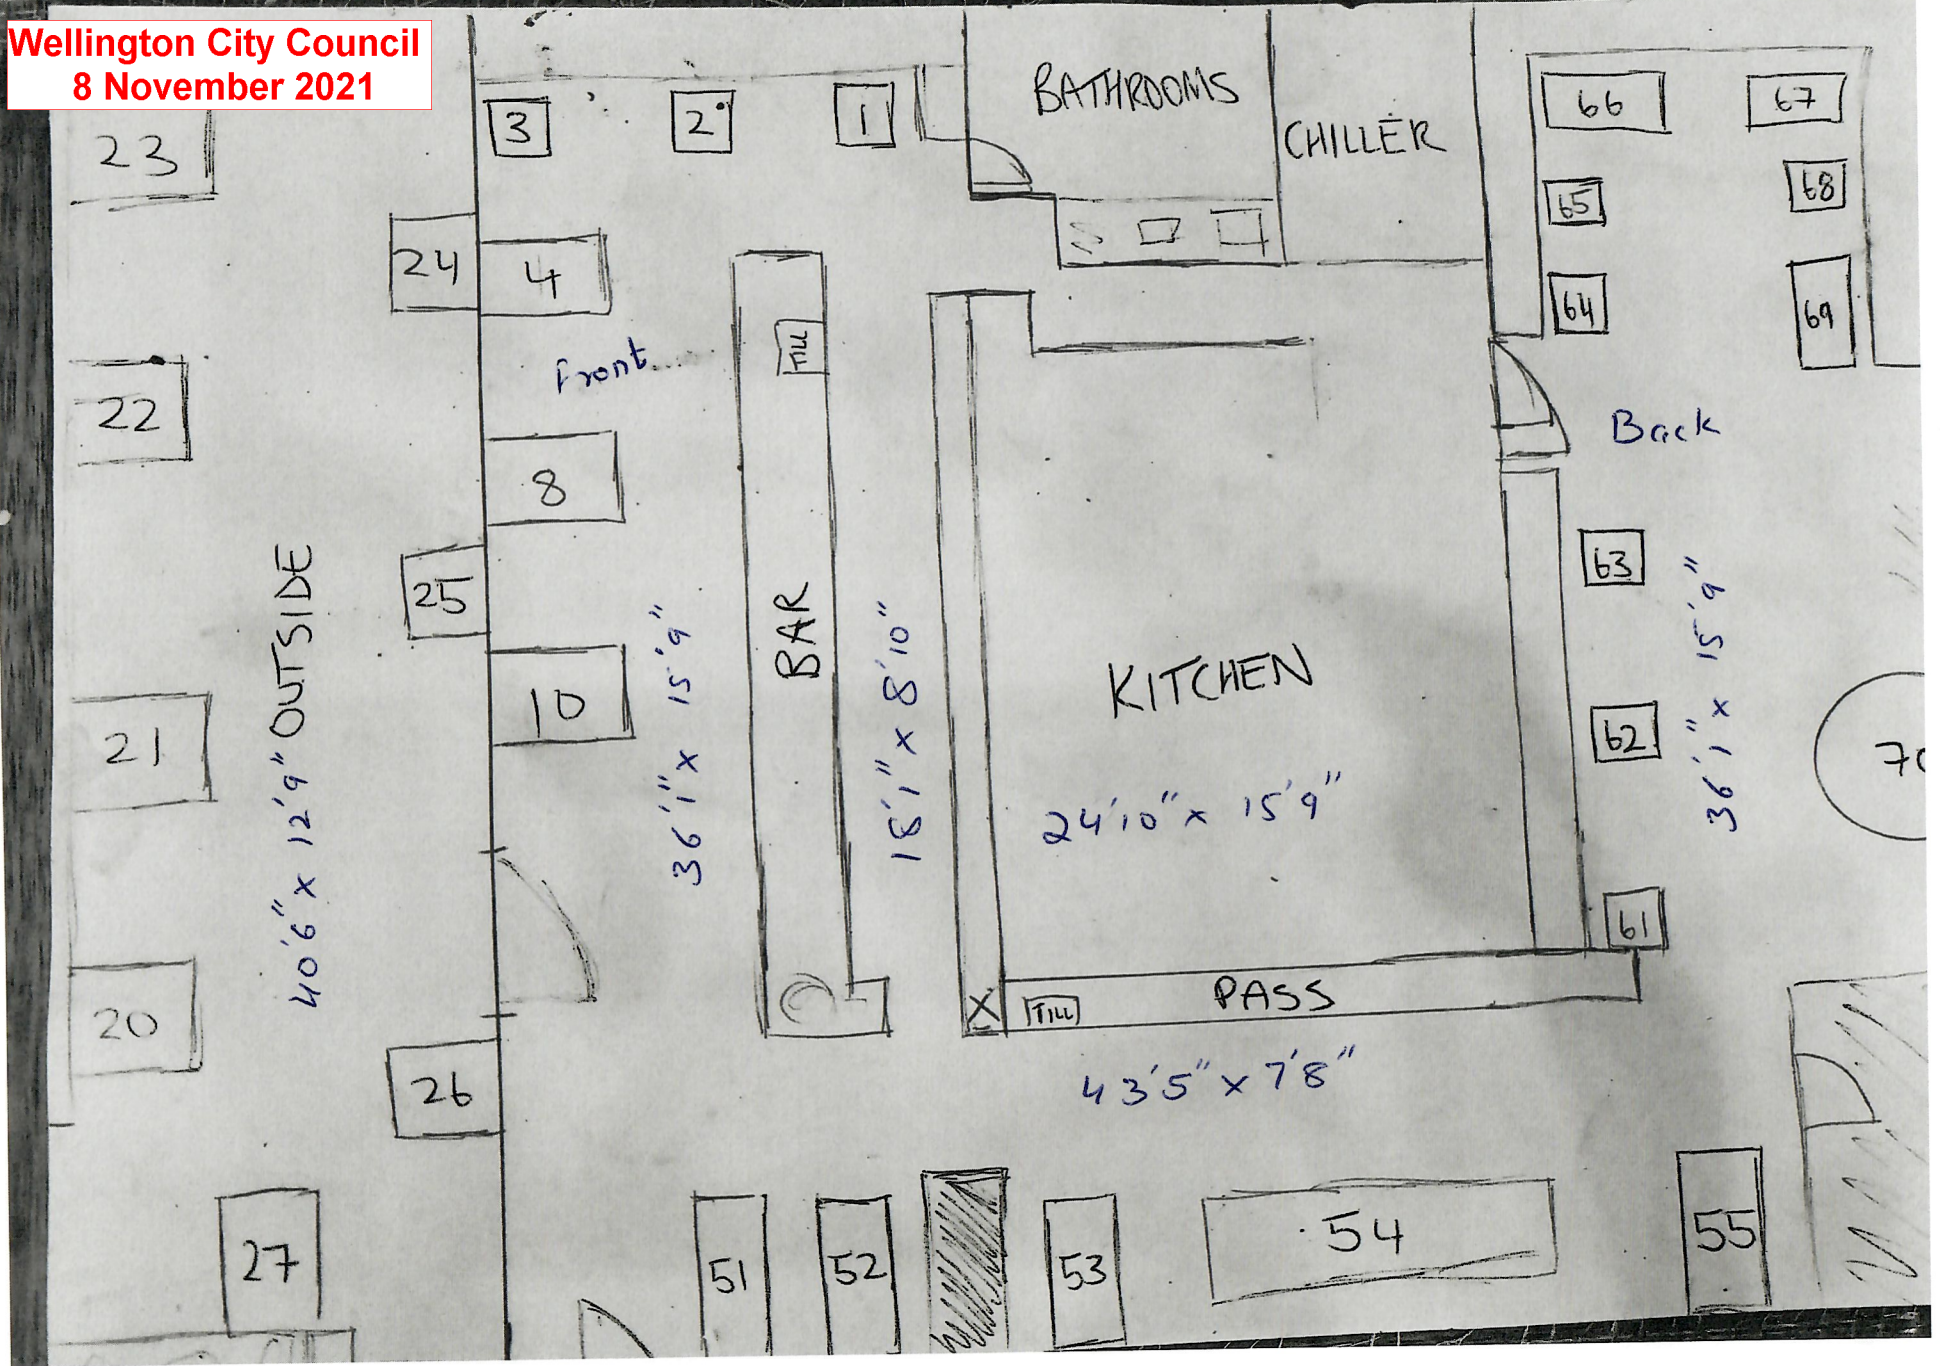 Wellington City Council
8 November 2021
23
3
2
1
BATHROOMS
CHILLER
66
67
65
68
24
4
64
69
TILL
Front
22
8
Back
25
63
OUTSIDE
40'6" x 12'9"
10
36'1" x 15'9"
BAR
18'1" x 8'10"
KITCHEN
24'10" x 15'9"
62
36'1" x 15'9"
21
70
61
20
X
TILL
PASS
26
43'5" x 7'8"
27
51
52
53
54
55